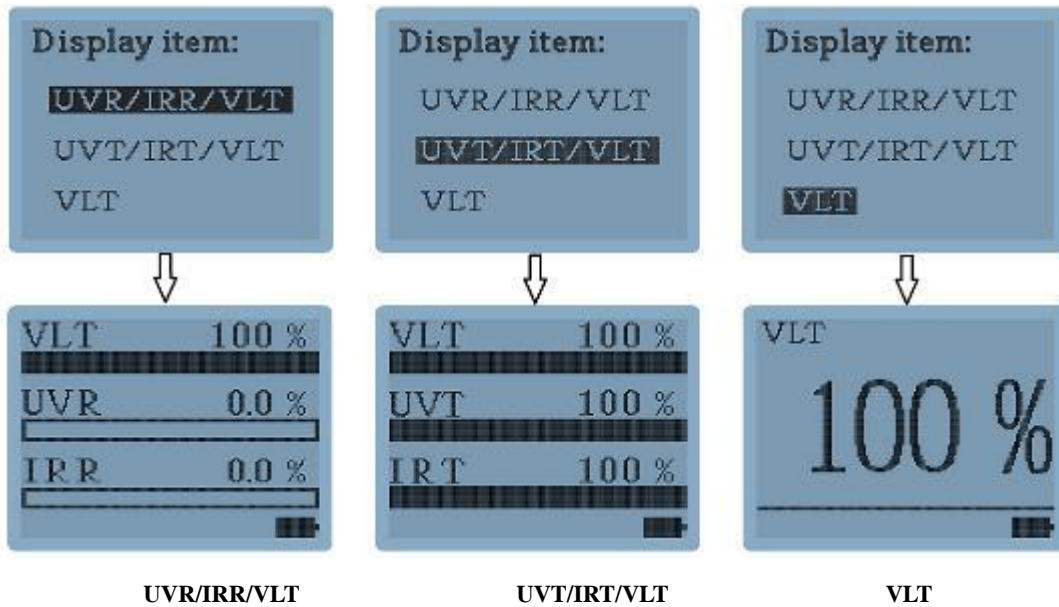 Display item:
UVR/IRR/VLT
UVT/IRT/VLT
VLT
Display item:
UVR/IRR/VLT
UVT/IRT/VLT
VLT
Display item:
UVR/IRR/VLT
UVT/IRT/VLT
VLT
VLT 100 %
UVR 0.0 %
IRR 0.0 %
VLT 100 %
UVT 100 %
IRT 100 %
VLT
100 %
UVR/IRR/VLT
UVT/IRT/VLT
VLT